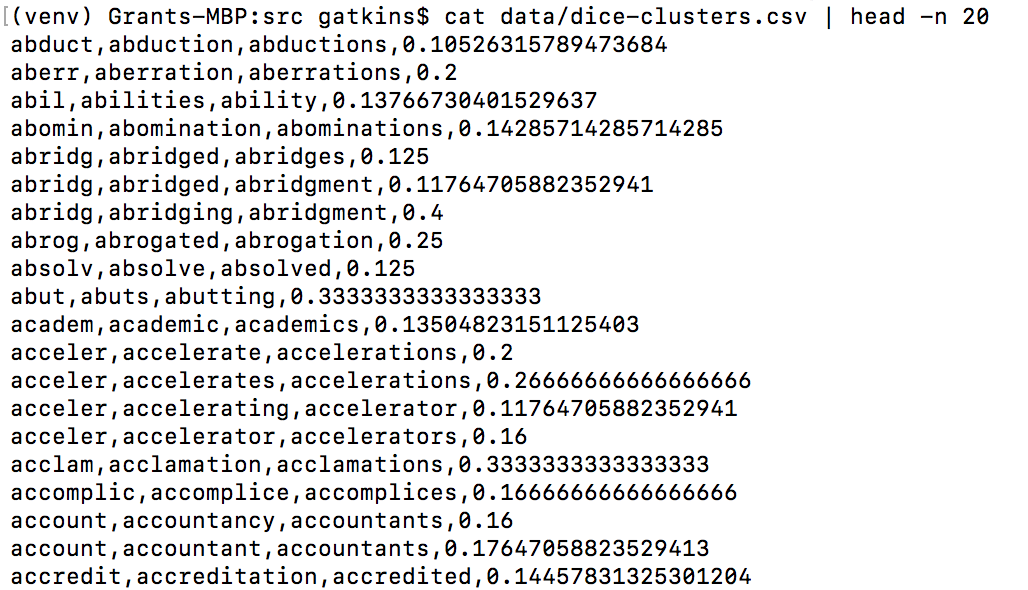 [(venv) Grants-MBP:src gatkins$ cat data/dice-clusters.csv | head -n 20
abduct,abduction,abductions,0.10526315789473684
aberr,aberration,aberrations,0.2
abil,abilities,ability,0.13766730401529637
abomin,abomination,abominations,0.14285714285714285
abridg,abridged,abridges,0.125
abridg,abridged,abridgment,0.11764705882352941
abridg,abridging,abridgment,0.4
abrog,abrogated,abrogation,0.25
absolv,absolve,absolved,0.125
abut,abuts,abutting,0.3333333333333333
academ,academic,academics,0.13504823151125403
acceler,accelerate,accelerations,0.2
acceler,accelerates,accelerations,0.26666666666666666
acceler,accelerating,accelerator,0.11764705882352941
acceler,accelerator,accelerators,0.16
acclam,acclamation,acclamations,0.3333333333333333
accomplic,accomplice,accomplices,0.16666666666666666
account,accountancy,accountants,0.16
account,accountant,accountants,0.17647058823529413
accredit,accreditation,accredited,0.14457831325301204